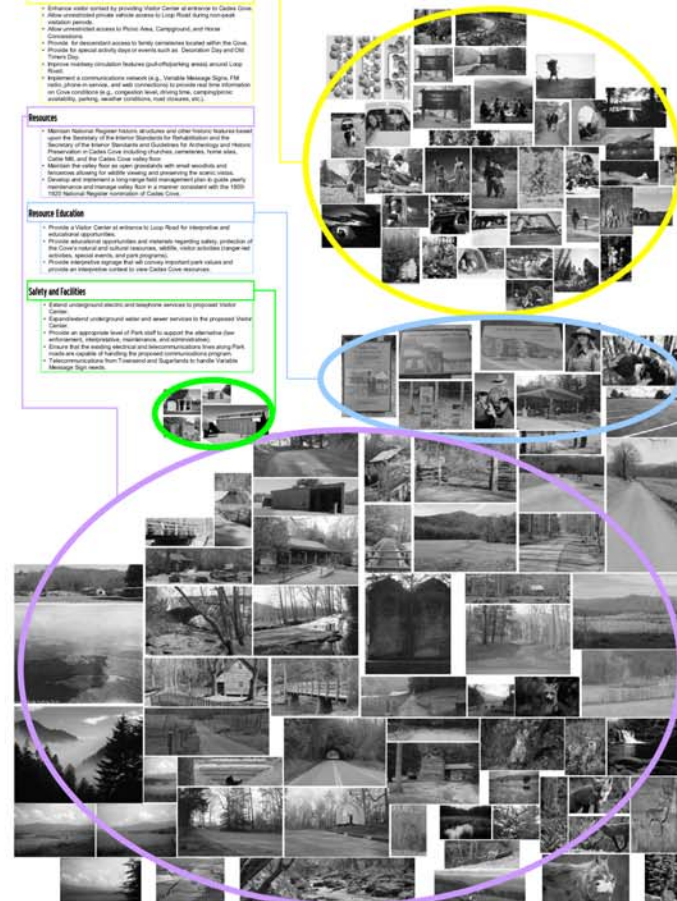 • Enhance visitor contact by providing Visitor Center at entrance to Cades Cove.
• Allow unrestricted private vehicle access to Loop Road during non-peak
visitation periods.
• Allow unrestricted access to Picnic Area, Campground, and Horse
Concessions.
• Provide for descendant access to family cemeteries located within the Cove.
• Provide for special activity days or events such as Decoration Day and Old
Timers Day.
• Improve roadway circulation features (pull-offs/parking areas) around Loop
Road.
• Implement a communications network (e.g., Variable Message Signs, FM
radio, phone-in service, and web connections) to provide real time information
on Cove conditions (e.g., congestion level, driving time, camping/picnic
availability, parking, weather conditions, road closures, etc.).
Resources
• Maintain National Register historic structures and other historic features based
upon the Secretary of the Interior Standards for Rehabilitation and the
Secretary of the Interior Standards and Guidelines for Archeology and Historic
Preservation in Cades Cove including churches, cemeteries, home sites,
Cable Mill, and the Cades Cove valley floor.
• Maintain the valley floor as open grasslands with small woodlots and
fencerows allowing for wildlife viewing and preserving the scenic vistas.
• Develop and implement a long-range field management plan to guide yearly
maintenance and manage valley floor in a manner consistent with the
National Register nomination of Cades Cove.
Resource Education
• Provide a Visitor Center at entrance to Loop Road for interpretive and
educational opportunities.
• Provide educational opportunities and materials regarding safety, protection of
the Cove's natural and cultural resources, wildlife, visitor activities (ranger-led
activities, special events, and park programs).
• Provide interpretive signage that will convey important park values and
provide an interpretive context to view Cades Cove resources.
Safety and Facilities
• Extend underground electric and telephone services to proposed Visitor
Center.
• Expand/extend underground water and sewer services to the proposed Visitor
Center.
• Provide an appropriate level of Park staff to support the alternative (law
enforcement, interpretative, maintenance, and administrative).
• Ensure that the existing electrical and telecommunications lines along Park
roads are capable of handling the proposed communications program.
• Telecommunications from Townsend and Sugarlands to handle Variable
Message Sign needs.